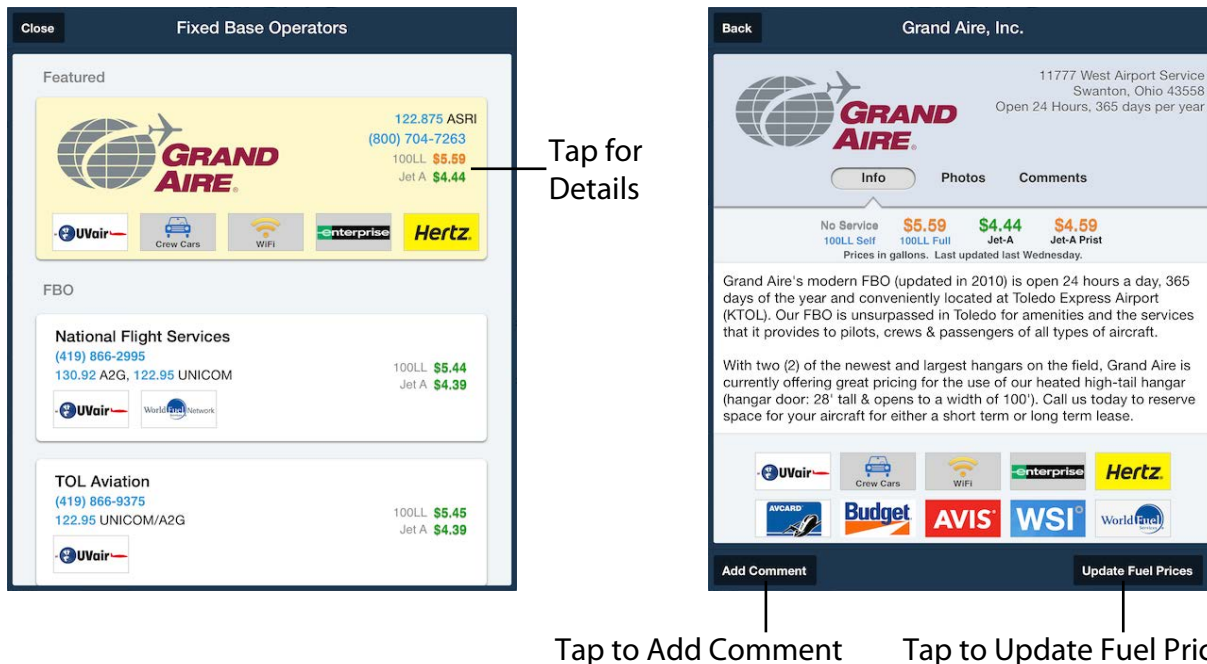 Close
Fixed Base Operators
Featured
GRAND
AIRE
122.875 ASRI
(800) 704-7263
100LL $5.59
Jet A $4.44
UVair
Crew Cars
WiFi
enterprise
Hertz.
FBO
National Flight Services
(419) 866-2995
130.92 A2G, 122.95 UNICOM
100LL $5.44
Jet A $4.39
UVair
World Fuel Network
TOL Aviation
(419) 866-9375
122.95 UNICOM/A2G
100LL $5.45
Jet A $4.39
UVair
Tap for
Details
Back
Grand Aire, Inc.
GRAND
AIRE
11777 West Airport Service
Swanton, Ohio 43558
Open 24 Hours, 365 days per year
Info Photos Comments
No Service $5.59 $4.44 $4.59
100LL Self 100LL Full Jet-A Jet-A Prist
Prices in gallons. Last updated last Wednesday.
Grand Aire's modern FBO (updated in 2010) is open 24 hours a day, 365
days of the year and conveniently located at Toledo Express Airport
(KTOL). Our FBO is unsurpassed in Toledo for amenities and the services
that it provides to pilots, crews & passengers of all types of aircraft.
With two (2) of the newest and largest hangars on the field, Grand Aire is
currently offering great pricing for the use of our heated high-tail hangar
(hangar door: 28' tall & opens to a width of 100'). Call us today to reserve
space for your aircraft for either a short term or long term lease.
UVair
Crew Cars
WiFi
enterprise
Hertz.
AVCARD
Budget
AVIS
WSI
World Fuel Services
Add Comment
Update Fuel Prices
Tap to Add Comment
Tap to Update Fuel Pric